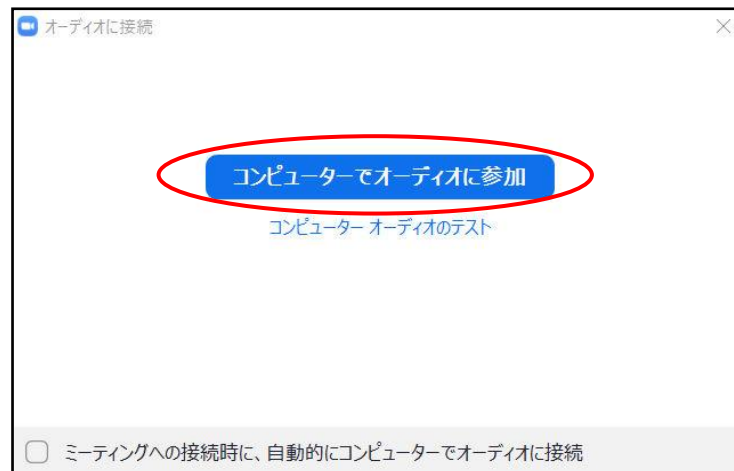 オーディオに接続
コンピューターでオーディオに参加
コンピューター オーディオのテスト
ミーティングへの接続時に、自動的にコンピューターでオーディオに接続